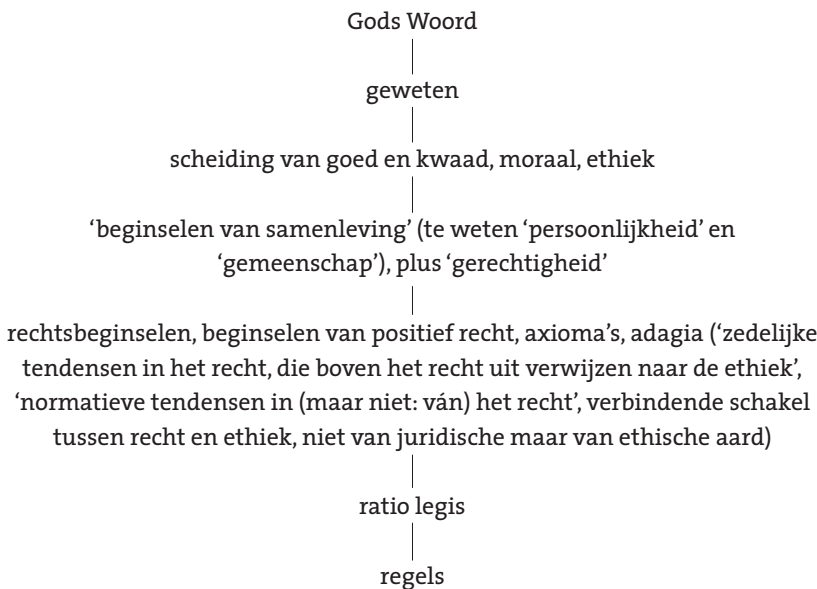 Gods Woord
geweten
scheiding van goed en kwaad, moraal, ethiek
‘beginselen van samenleving’ (te weten ‘persoonlijkheid’ en
‘gemeenschap’), plus ‘gerechtigheid’
rechtsbeginselen, beginselen van positief recht, axioma’s, adagia (‘zedelijke
tendensen in het recht, die boven het recht uit verwijzen naar de ethiek’,
‘normatieve tendensen in (maar niet: ván) het recht’, verbindende schakel
tussen recht en ethiek, niet van juridische maar van ethische aard)
ratio legis
regels